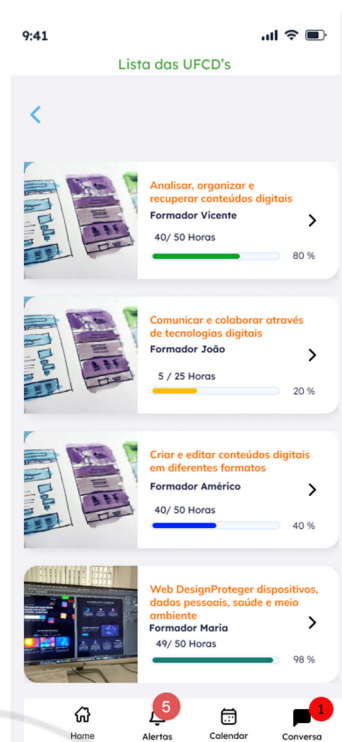 9:41
Lista das UFCD's
Analisar, organizar e
recuperar conteúdos digitais
Formador Vicente
40/ 50 Horas
80 %
Comunicar e colaborar através
de tecnologias digitais
Formador João
5 / 25 Horas
20 %
Criar e editar conteúdos digitais
em diferentes formatos
Formador Américo
40/ 50 Horas
40 %
Web DesignProteger dispositivos,
dados pessoais, saúde e meio
ambiente
Formador Maria
49/ 50 Horas
98 %
5
1
Home
Alertas
Calendar
Conversa